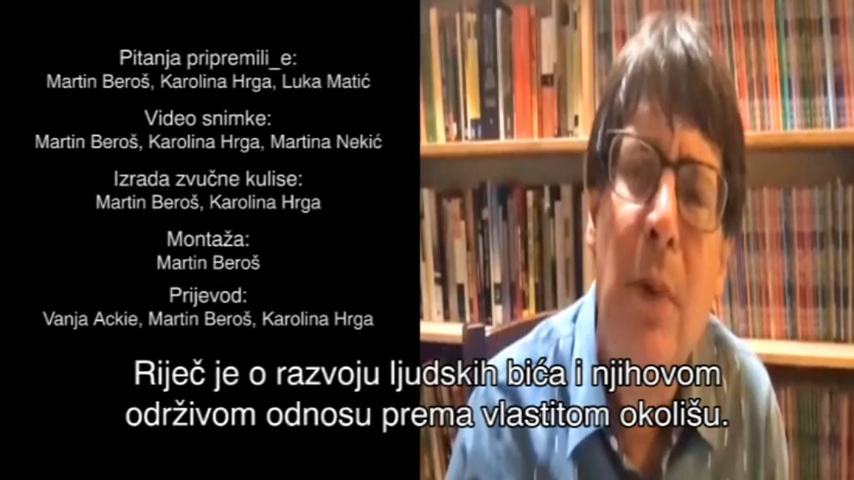 Pitanja pripremili_e:
Martin Beroš, Karolina Hrga, Luka Matić
Video snimke:
Martin Beroš, Karolina Hrga, Martina Nekić
Izrada zvučne kulise:
Martin Beroš, Karolina Hrga
Montaža:
Martin Beroš
Prijevod:
Vanja Ackie, Martin Beroš, Karolina Hrga
Riječ je o razvoju ljudskih bića i njihovom
održivom odnosu prema vlastitom okolišu.